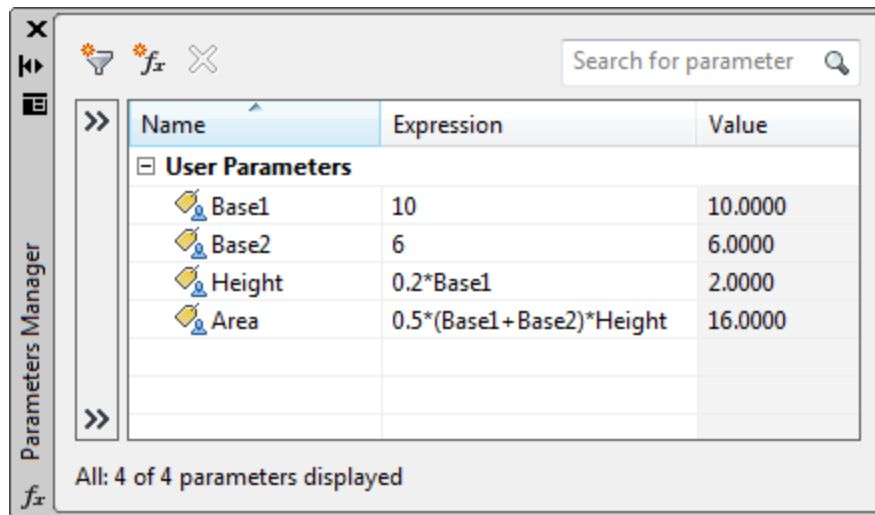 fx
Search for parameter
Name Expression Value
User Parameters
Base1 10 10.0000
Base2 6 6.0000
Height 0.2*Base1 2.0000
Area 0.5*(Base1+Base2)*Height 16.0000
All: 4 of 4 parameters displayed
Parameters Manager
fx